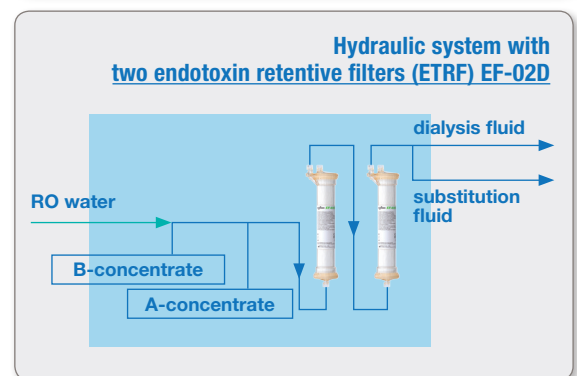 Hydraulic system with
two endotoxin retentive filters (ETRF) EF-02D
dialysis fluid
substitution
fluid
RO water
B-concentrate
A-concentrate